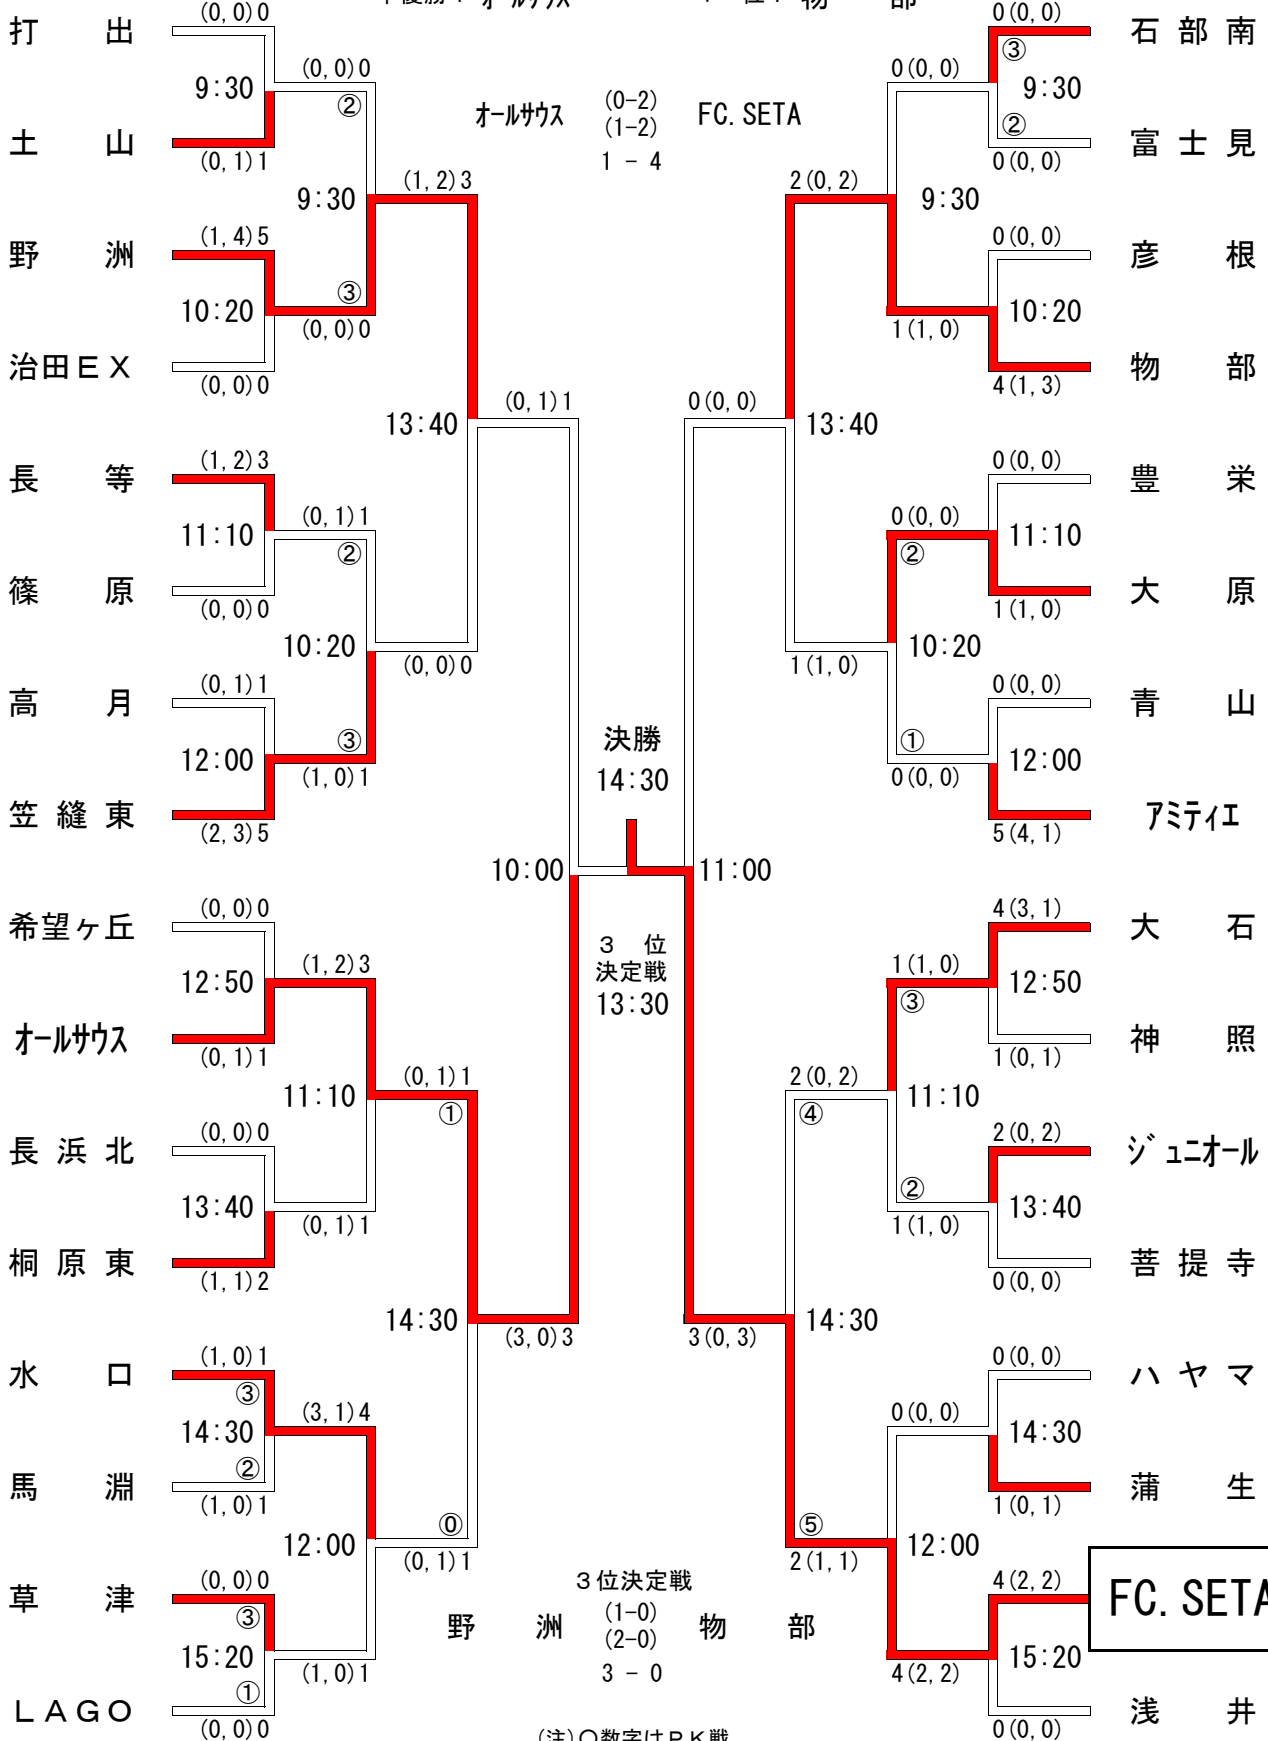 オールサウス
物部
打出
(0,0)0
9:30
(0,0)0
②
土山
(0,1)1
9:30
(1,2)3
野洲
(1,4)5
10:20
③
(0,0)0
治田EX
(0,0)0
13:40
(0,1)1
長等
(1,2)3
11:10
(0,1)1
②
篠原
(0,0)0
10:20
(0,0)0
高月
(0,1)1
12:00
③
(1,0)1
笠縫東
(2,3)5
10:00
希望ヶ丘
(0,0)0
12:50
(1,2)3
オールサウス
(0,1)1
11:10
(0,1)1
①
長浜北
(0,0)0
13:40
(0,1)1
桐原東
(1,1)2
14:30
(3,0)3
水口
(1,0)1
③
14:30
(3,1)4
②
馬淵
(1,0)1
12:00
⓪
(0,1)1
草津
(0,0)0
③
15:20
(1,0)1
①
LAGO
(0,0)0
オールサウス (0-2) FC.SETA
(1-2)
1 - 4
決勝
14:30
3位
決定戦
13:30
3位決定戦
野洲 (1-0) 物部
(2-0)
3 - 0
(注)○数字はPK戦
0(0,0)
石部南
③
0(0,0)
9:30
②
富士見
0(0,0)
2(0,2)
9:30
0(0,0)
彦根
10:20
1(1,0)
物部
4(1,3)
0(0,0)
13:40
0(0,0)
豊栄
0(0,0)
②
11:10
大原
1(1,0)
10:20
1(1,0)
0(0,0)
青山
①
12:00
0(0,0)
アミティエ
5(4,1)
11:00
4(3,1)
大石
1(1,0)
③
12:50
神照
1(0,1)
2(0,2)
④
11:10
2(0,2)
ジュニオール
②
13:40
1(1,0)
菩提寺
0(0,0)
14:30
3(0,3)
0(0,0)
ハヤマ
0(0,0)
14:30
蒲生
1(0,1)
⑤
2(1,1)
12:00
4(2,2)
FC.SETA
15:20
4(2,2)
浅井
0(0,0)